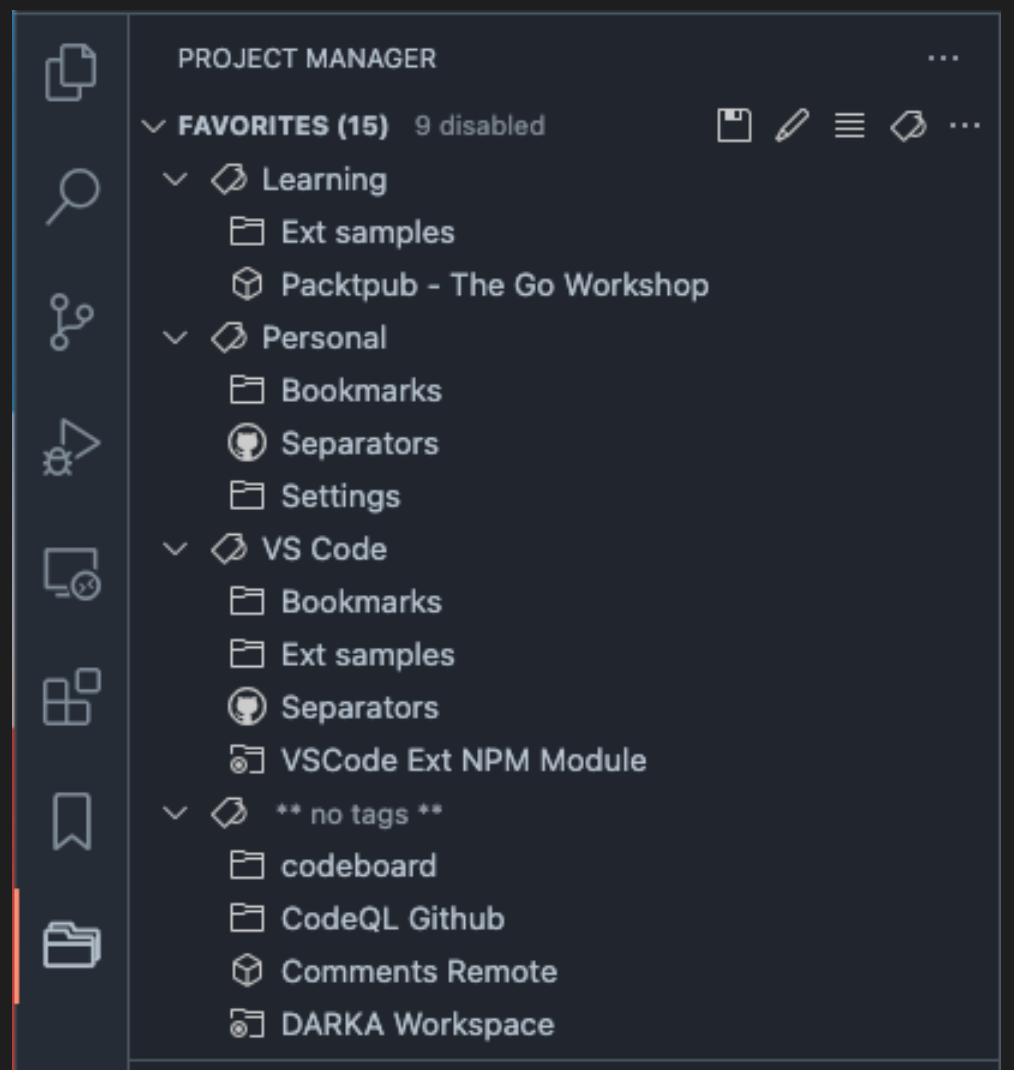 PROJECT MANAGER
FAVORITES (15) 9 disabled
Learning
Ext samples
Packtpub - The Go Workshop
Personal
Bookmarks
Separators
Settings
VS Code
Bookmarks
Ext samples
Separators
VSCode Ext NPM Module
** no tags **
codeboard
CodeQL Github
Comments Remote
DARKA Workspace